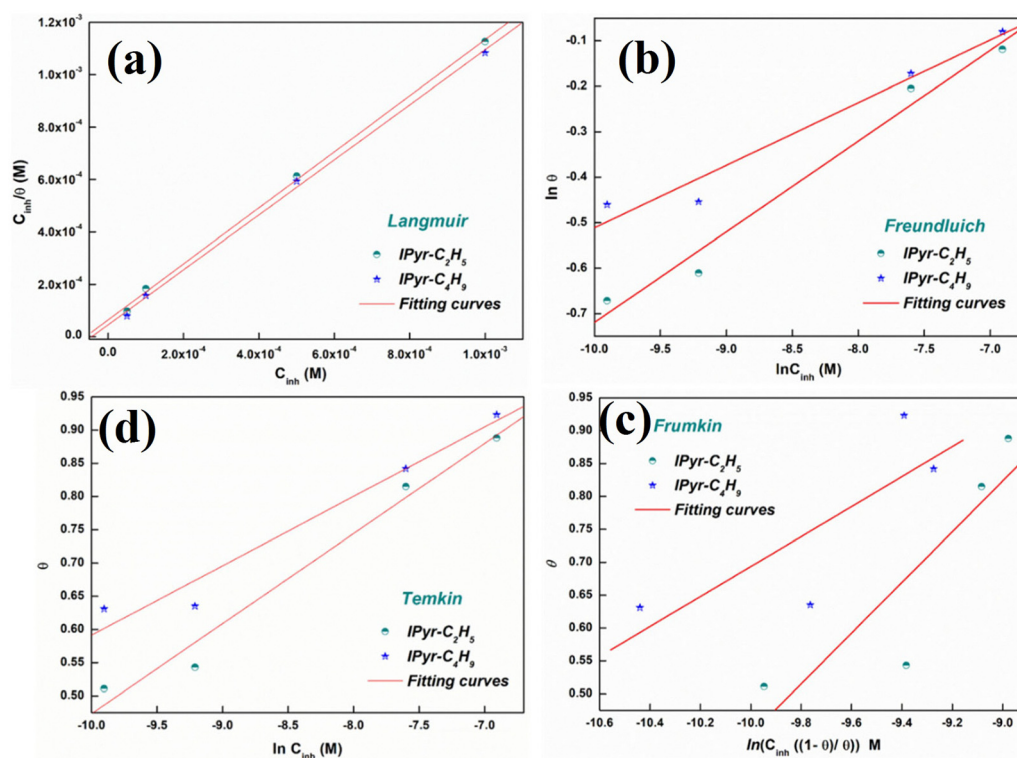 (a)
1.2x10⁻³
1.0x10⁻³
8.0x10⁻⁴
6.0x10⁻⁴
4.0x10⁻⁴
2.0x10⁻⁴
0.0
C_inh/θ (M)
Langmuir
IPyr-C₂H₅
IPyr-C₄H₉
Fitting curves
0.0 2.0x10⁻⁴ 4.0x10⁻⁴ 6.0x10⁻⁴ 8.0x10⁻⁴ 1.0x10⁻³
C_inh (M)
(b)
-0.1
-0.2
-0.3
-0.4
-0.5
-0.6
-0.7
ln θ
Freundluich
IPyr-C₂H₅
IPyr-C₄H₉
Fitting curves
-10.0 -9.5 -9.0 -8.5 -8.0 -7.5 -7.0
lnC_inh (M)
(d)
0.95
0.90
0.85
0.80
0.75
0.70
0.65
0.60
0.55
0.50
θ
Temkin
IPyr-C₂H₅
IPyr-C₄H₉
Fitting curves
-10.0 -9.5 -9.0 -8.5 -8.0 -7.5 -7.0
ln C_inh (M)
(c)
Frumkin
IPyr-C₂H₅
IPyr-C₄H₉
Fitting curves
0.95
0.90
0.85
0.80
0.75
0.70
0.65
0.60
0.55
0.50
θ
-10.6 -10.4 -10.2 -10.0 -9.8 -9.6 -9.4 -9.2 -9.0
ln(C_inh ((1- θ)/ θ)) M